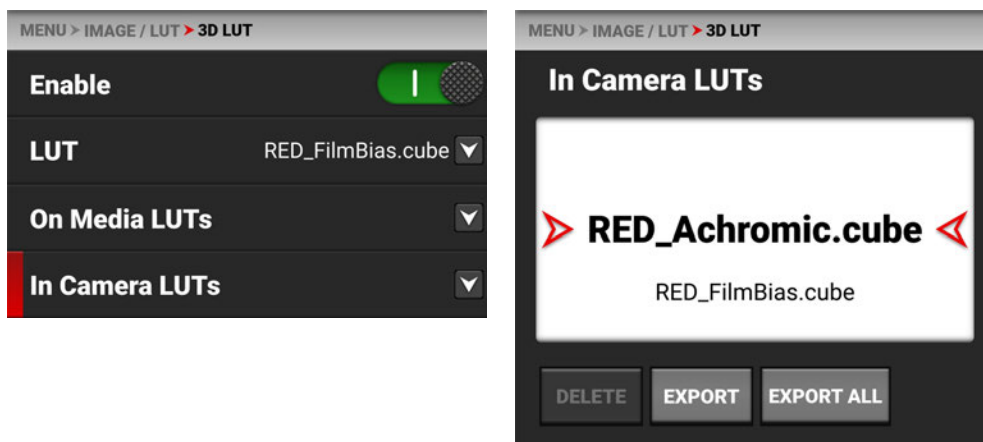 MENU > IMAGE / LUT > 3D LUT
Enable
LUT RED_FilmBias.cube
On Media LUTs
In Camera LUTs
MENU > IMAGE / LUT > 3D LUT
In Camera LUTs
RED_Achromic.cube
RED_FilmBias.cube
DELETE EXPORT EXPORT ALL